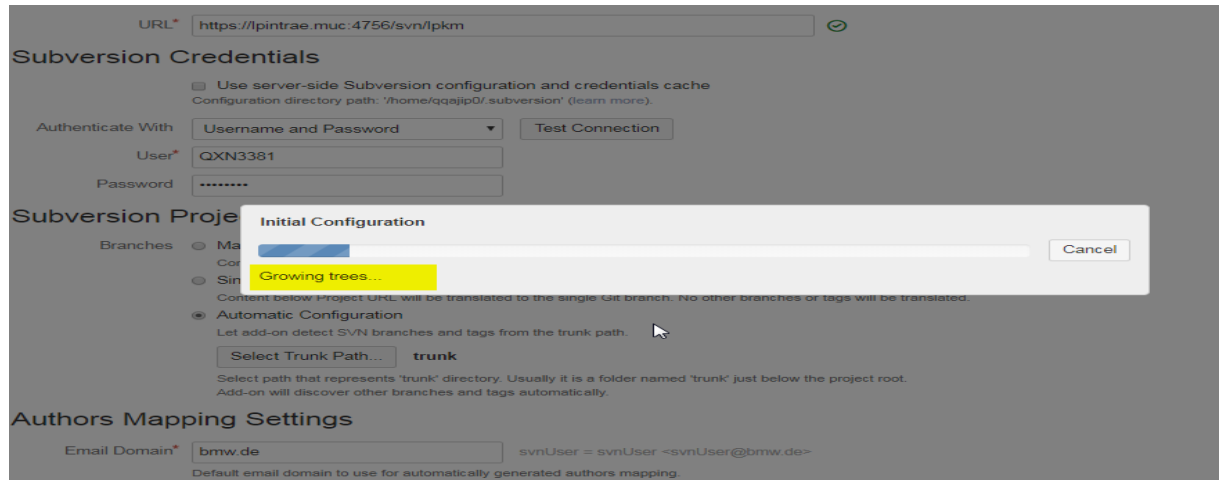 URL* https://lpintrae.muc:4756/svn/lpkm
Subversion Credentials
Use server-side Subversion configuration and credentials cache
Configuration directory path: '/home/qqajip0/.subversion' (learn more).
Authenticate With Username and Password Test Connection
User* QXN3381
Password ••••••••
Subversion Proje
Initial Configuration
Branches Ma
Cancel
Con
Growing trees...
Sin
Content below Project URL will be translated to the single Git branch. No other branches or tags will be translated.
Automatic Configuration
Let add-on detect SVN branches and tags from the trunk path.
Select Trunk Path... trunk
Select path that represents 'trunk' directory. Usually it is a folder named 'trunk' just below the project root.
Add-on will discover other branches and tags automatically.
Authors Mapping Settings
Email Domain* bmw.de svnUser = svnUser <svnUser@bmw.de>
Default email domain to use for automatically generated authors mapping.